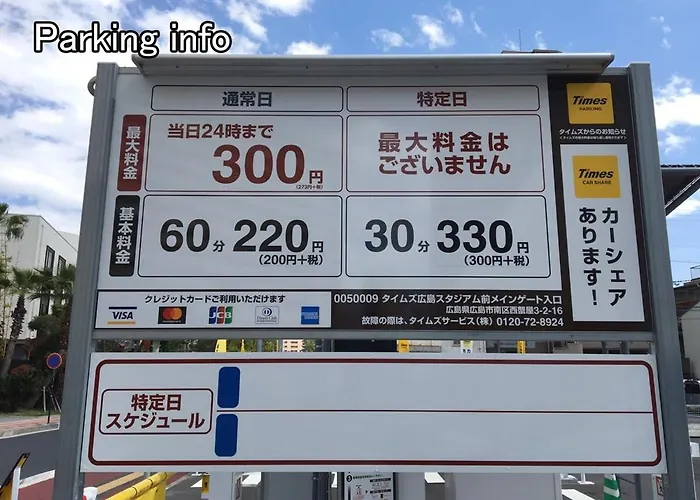 Parking info
通常日
特定日
最大料金
当日24時まで
300円
(273円+税)
最大料金は
ございません
基本料金
60分 220円
(200円+税)
30分 330円
(300円+税)
クレジットカードご利用いただけます
VISA
mastercard
JCB
Diners Club
0050009 タイムズ広島スタジアム前メインゲート入口
広島県広島市南区西蟹屋3-2-16
故障の際は、タイムズサービス(株) 0120-72-8924
Times
PARKING
タイムズからのお知らせ
Times
CAR SHARE
カーシェア
あります！
特定日
スケジュール